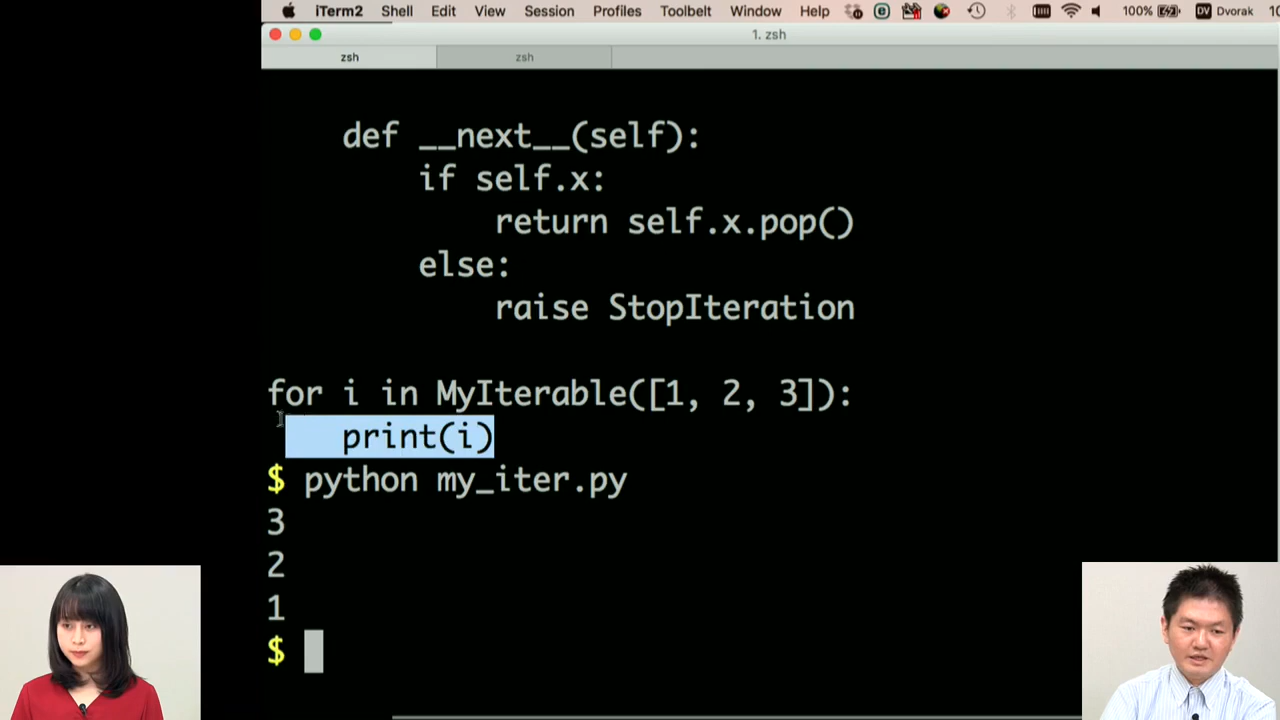 iTerm2 Shell Edit View Session Profiles Toolbelt Window Help 100% DV Dvorak
1. zsh
zsh zsh
def __next__(self):
if self.x:
return self.x.pop()
else:
raise StopIteration
for i in MyIterable([1, 2, 3]):
print(i)
$ python my_iter.py
3
2
1
$